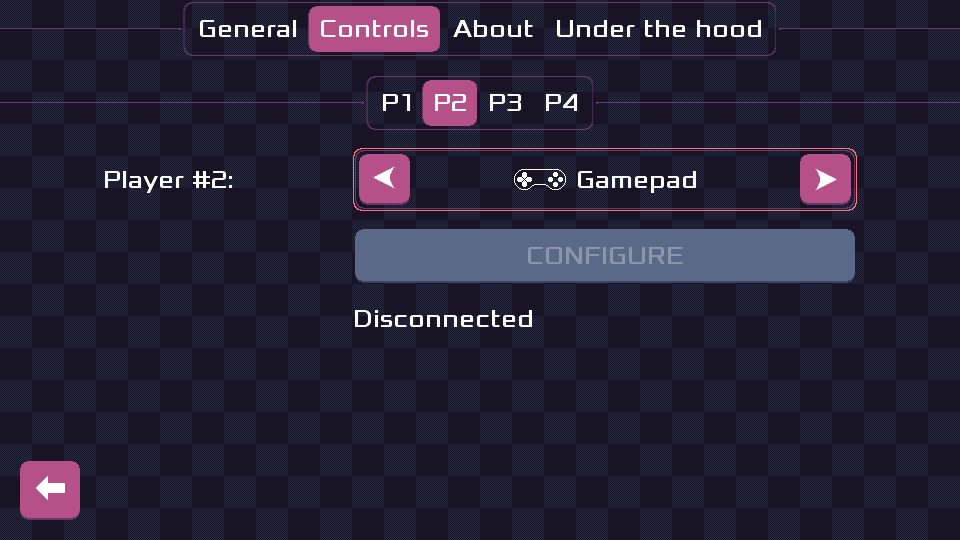 General Controls About Under the hood
P1 P2 P3 P4
Player #2: Gamepad
CONFIGURE
Disconnected